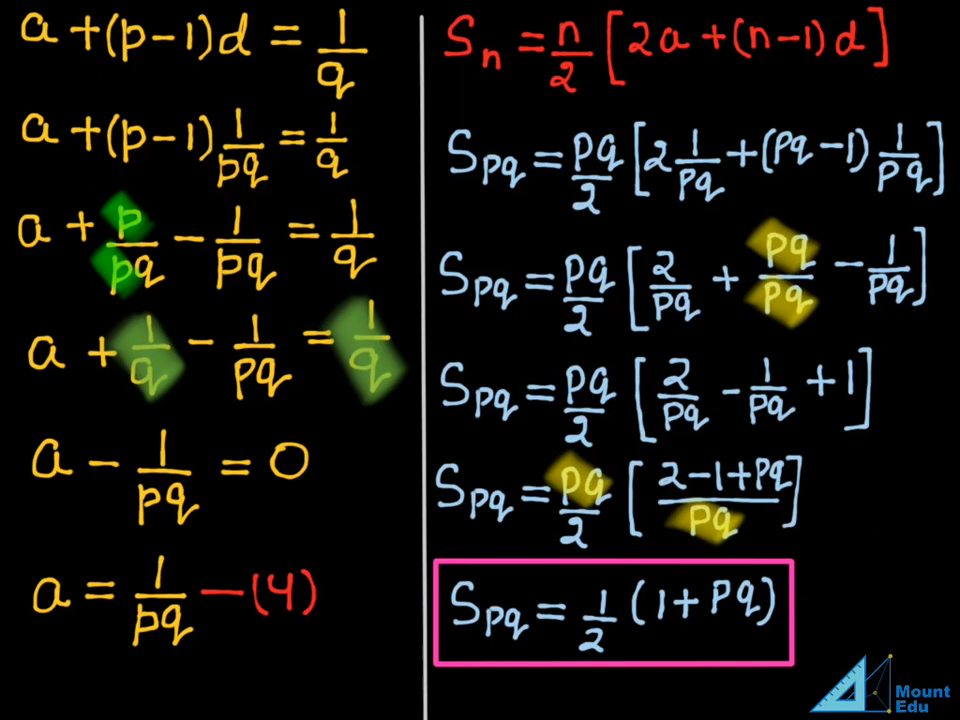 a + (p-1)d = 1/q
a + (p-1) 1/pq = 1/q
a + p/pq - 1/pq = 1/q
a + 1/q - 1/pq = 1/q
a - 1/pq = 0
a = 1/pq - (4)
Sn = n/2 [2a + (n-1)d]
Spq = pq/2 [2 1/pq + (pq-1) 1/pq]
Spq = pq/2 [2/pq + pq/pq - 1/pq]
Spq = pq/2 [2/pq - 1/pq + 1]
Spq = pq/2 [2-1+pq/pq]
Spq = 1/2 (1 + pq)
Mount
Edu